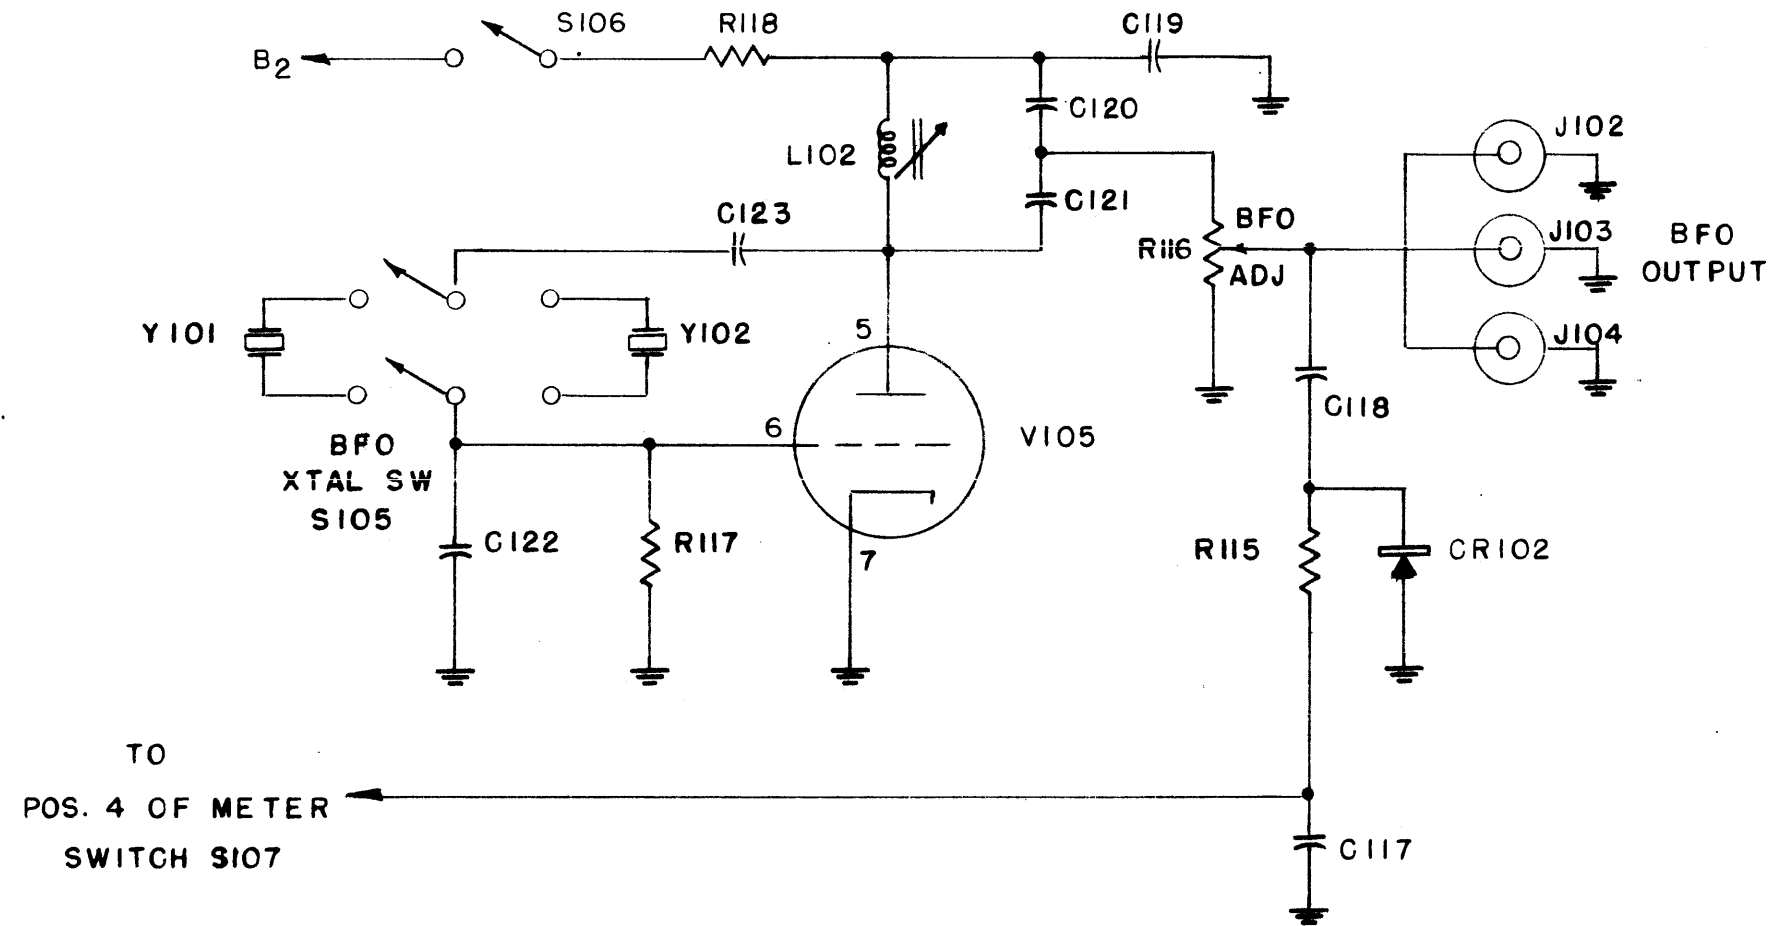 S106
R118
C119
B2
C120
J102
L102
C121
C123
BFO
R116
ADJ
J103
BFO
OUTPUT
Y101
Y102
5
J104
C118
6
V105
BFO
XTAL SW
S105
C122
R117
7
R115
CR102
TO
POS. 4 OF METER
SWITCH S107
C117